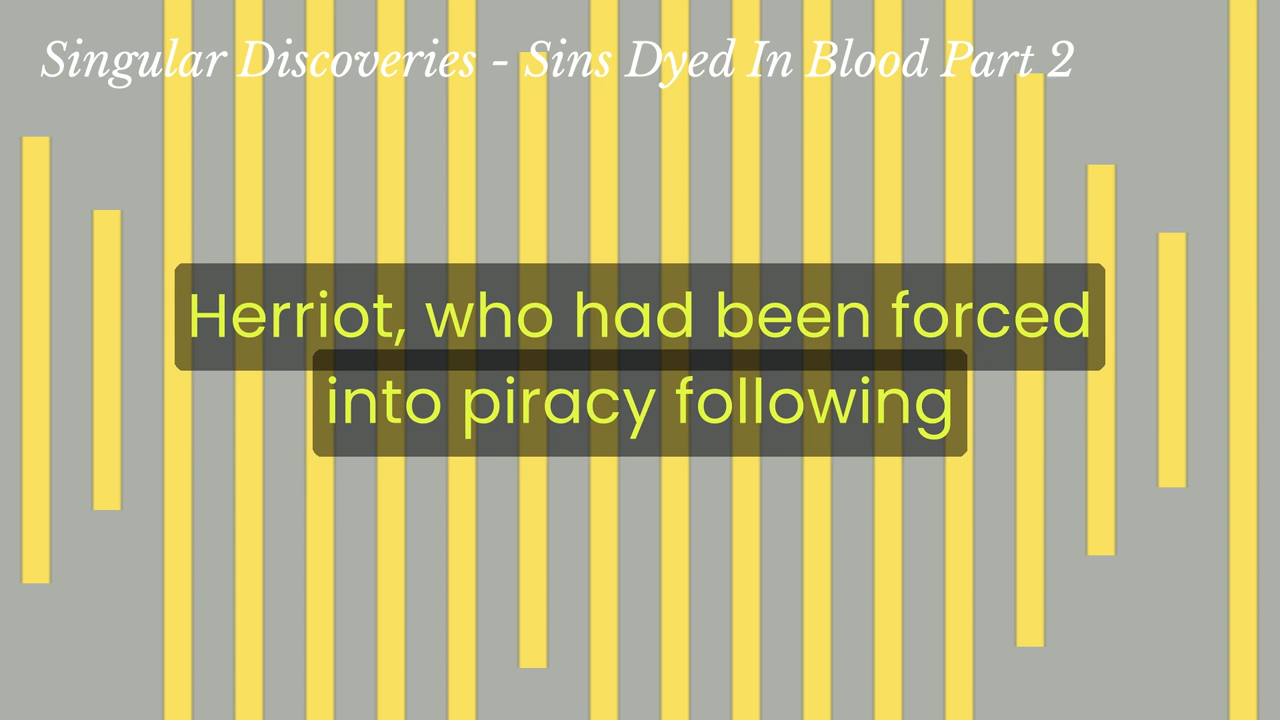 Singular Discoveries - Sins Dyed In Blood Part 2
Herriot, who had been forced
into piracy following